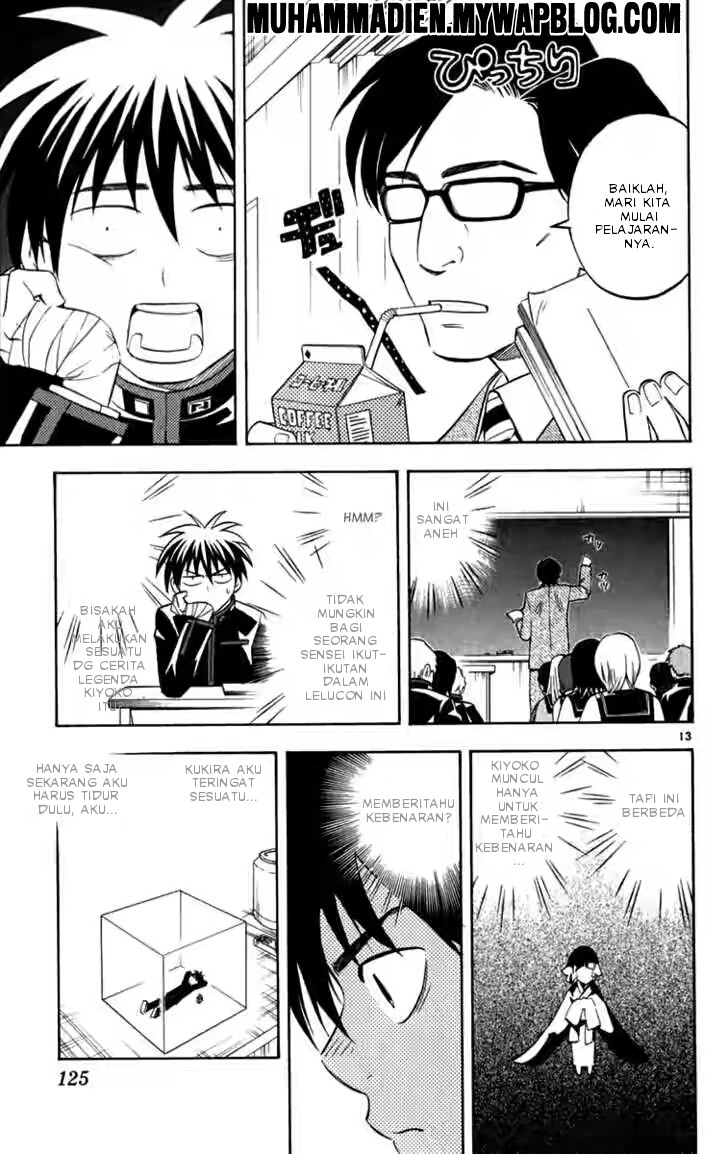 MUHAMMADIEN.MYWAPBLOG.COM
ぴっちり
BAIKLAH,
MARI KITA
MULAI
PELAJARAN-
NYA.
COFFEE
INI
SANGAT
ANEH
HMM?
TIDAK
MUNGKIN
BAGI
SEORANG
SENSEI IKUT-
IKUTAN
DALAM
LELUCON INI
BISAKAH
AKU
MELAKUKAN
SESUATU
DG CERITA
LEGENDA
KIYOKO
ITU?
13
TAPI INI
BERBEDA
KIYOKO
MUNCUL
HANYA
UNTUK
MEMBERI-
TAHU
KEBENARAN
...
MEMBERITAHU
KEBENARAN?
KUKIRA AKU
TERINGAT
SESUATU...
HANYA SAJA
SEKARANG AKU
HARUS TIDUR
DULU, AKU...
125